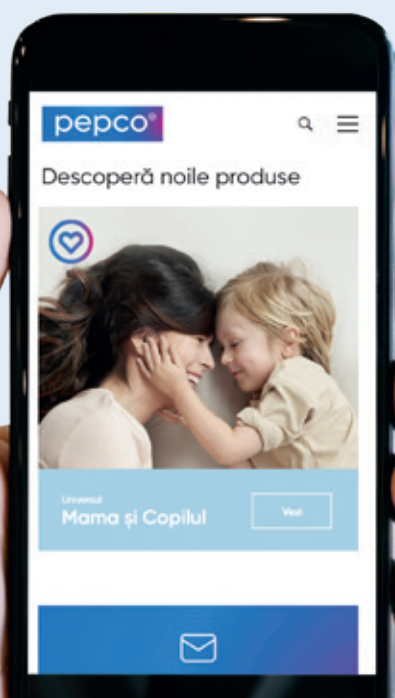 pepco®
Descoperă noile produse
Universul
Mama și Copilul
Vezi